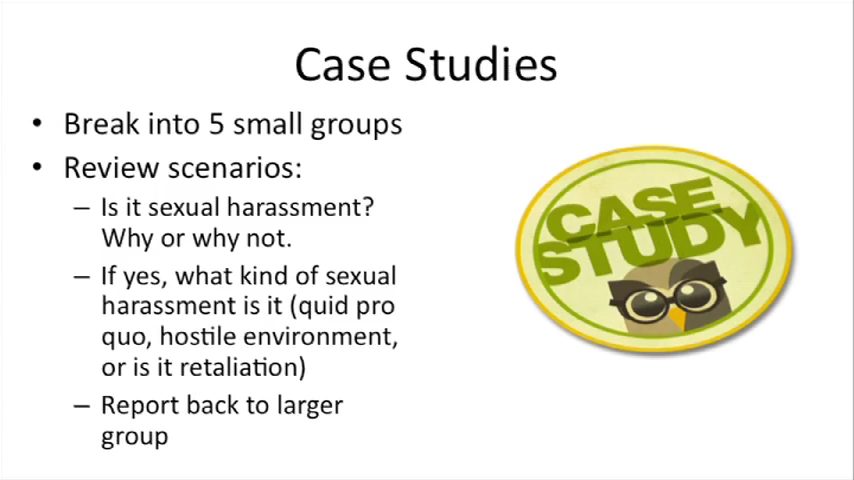 Case Studies
• Break into 5 small groups
• Review scenarios:
– Is it sexual harassment?
Why or why not.
– If yes, what kind of sexual
harassment is it (quid pro
quo, hostile environment,
or is it retaliation)
– Report back to larger
group
CASE
STUDY